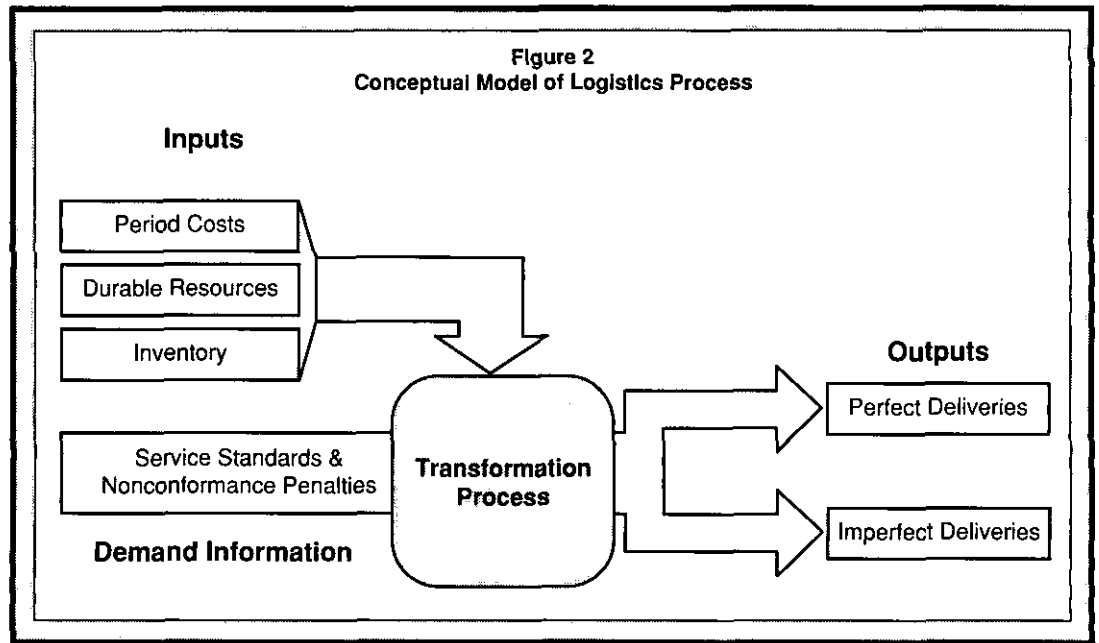 Figure 2
Conceptual Model of Logistics Process
Inputs
Period Costs
Durable Resources
Inventory
Service Standards &
Nonconformance Penalties
Demand Information
Transformation
Process
Outputs
Perfect Deliveries
Imperfect Deliveries